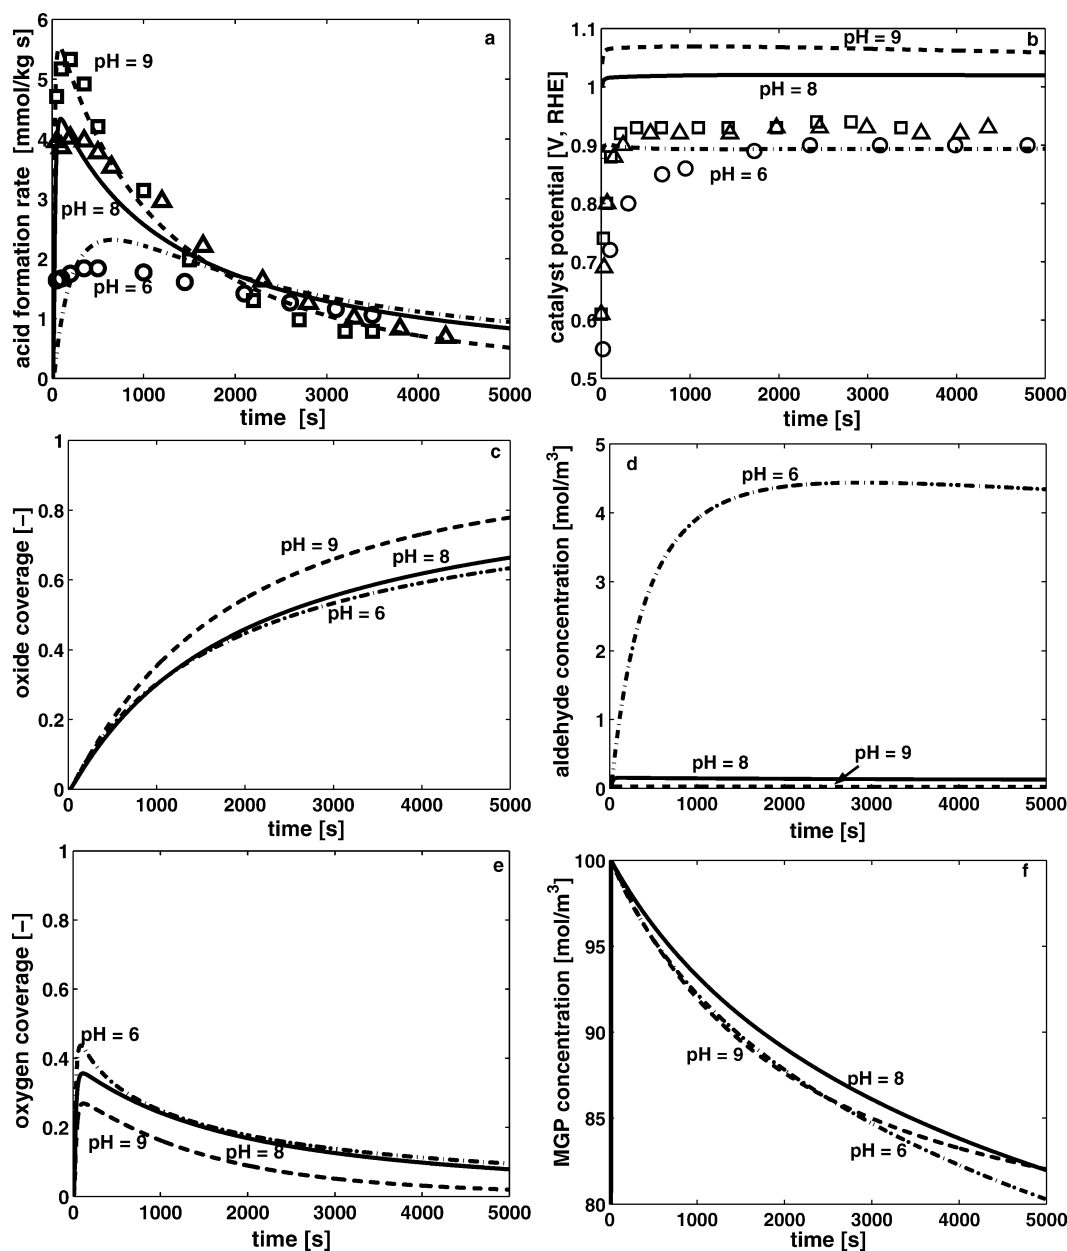 a
acid formation rate [mmol/kg s]
6
5
4
3
2
1
0
pH = 9
pH = 8
pH = 6
0 1000 2000 3000 4000 5000
time [s]
b
catalyst potential [V, RHE]
1.1
1
0.9
0.8
0.7
0.6
0.5
pH = 9
pH = 8
pH = 6
0 1000 2000 3000 4000 5000
time [s]
c
oxide coverage [−]
1
0.8
0.6
0.4
0.2
0
pH = 9
pH = 8
pH = 6
0 1000 2000 3000 4000 5000
time [s]
d
aldehyde concentration [mol/m³]
5
4
3
2
1
0
pH = 6
pH = 9
pH = 8
0 1000 2000 3000 4000 5000
time [s]
e
oxygen coverage [−]
1
0.8
0.6
0.4
0.2
0
pH = 6
pH = 9
pH = 8
0 1000 2000 3000 4000 5000
time [s]
f
MGP concentration [mol/m³]
100
95
90
85
80
pH = 9
pH = 8
pH = 6
0 1000 2000 3000 4000 5000
time [s]